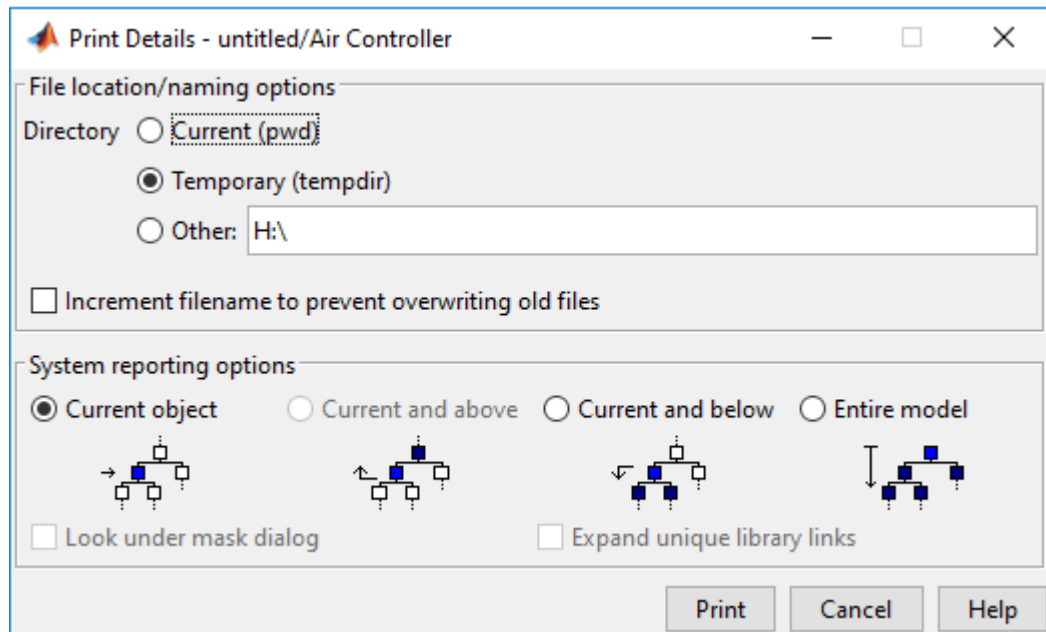 Print Details - untitled/Air Controller
File location/naming options
Directory Current (pwd)
Temporary (tempdir)
Other: H:\
Increment filename to prevent overwriting old files
System reporting options
Current object Current and above Current and below Entire model
Look under mask dialog Expand unique library links
Print Cancel Help